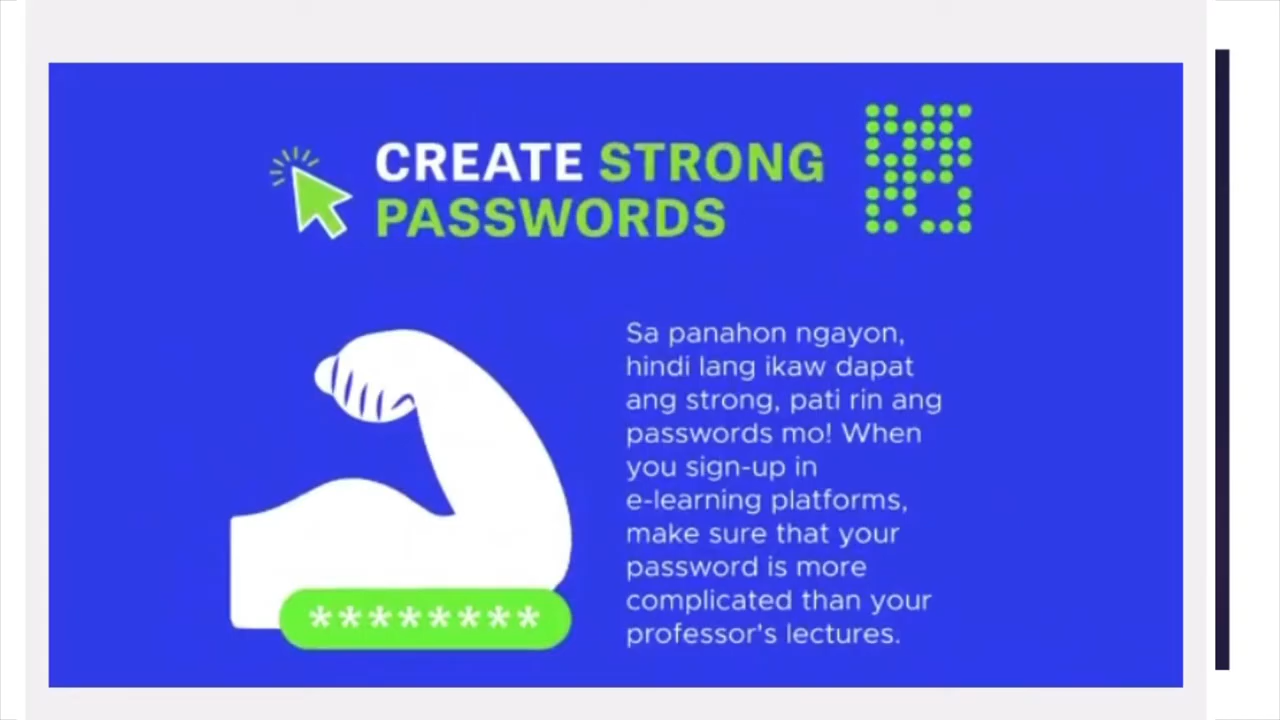 CREATE STRONG
PASSWORDS
Sa panahon ngayon,
hindi lang ikaw dapat
ang strong, pati rin ang
passwords mo! When
you sign-up in
e-learning platforms,
make sure that your
password is more
complicated than your
professor's lectures.
********